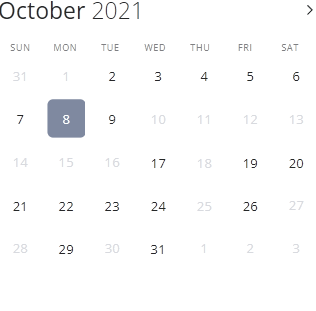 October 2021
SUN MON TUE WED THU FRI SAT
31 1 2 3 4 5 6
7 8 9 10 11 12 13
14 15 16 17 18 19 20
21 22 23 24 25 26 27
28 29 30 31 1 2 3